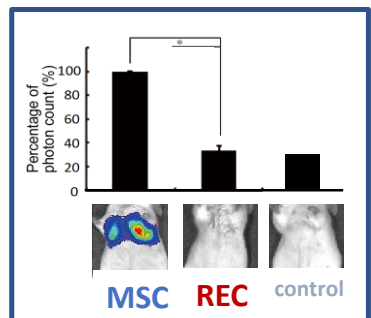 *
Percentage of
photon count (%)
100
80
60
40
20
0
MSC
REC
control